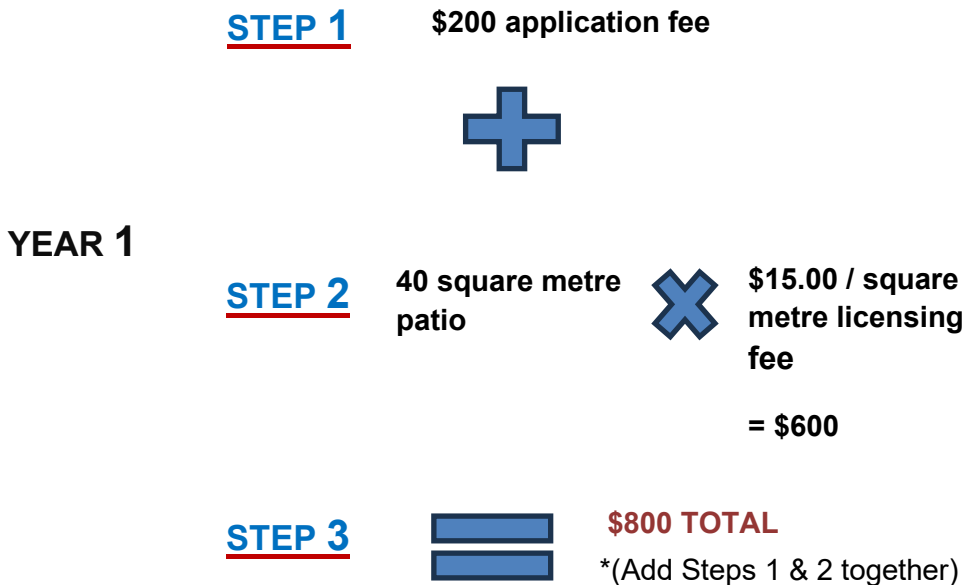 STEP 1
$200 application fee
YEAR 1
STEP 2
40 square metre
patio
$15.00 / square
metre licensing
fee
= $600
STEP 3
$800 TOTAL
*(Add Steps 1 & 2 together)